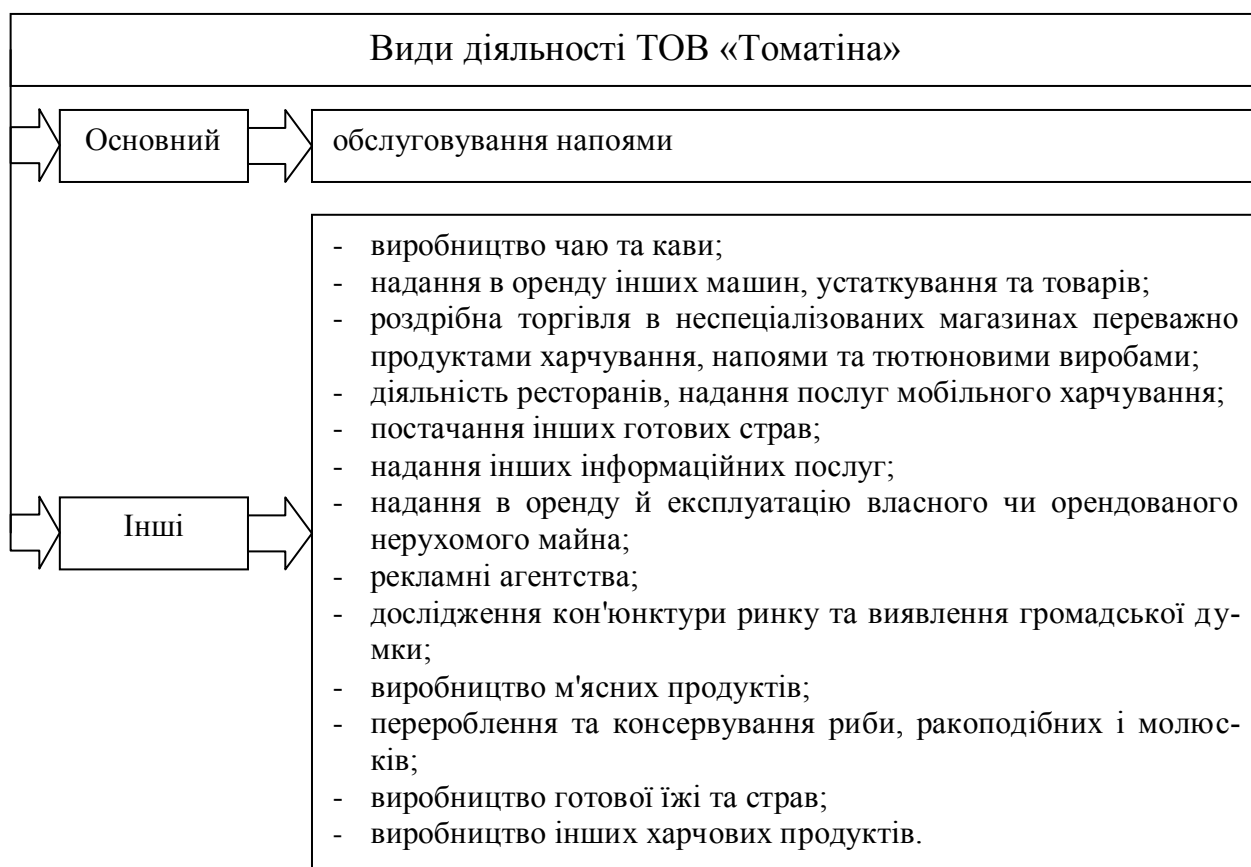 Види діяльності ТОВ «Томатіна»
Основний
обслуговування напоями
Інші
- виробництво чаю та кави;
- надання в оренду інших машин, устаткування та товарів;
- роздрібна торгівля в неспеціалізованих магазинах переважно
продуктами харчування, напоями та тютюновими виробами;
- діяльність ресторанів, надання послуг мобільного харчування;
- постачання інших готових страв;
- надання інших інформаційних послуг;
- надання в оренду й експлуатацію власного чи орендованого
нерухомого майна;
- рекламні агентства;
- дослідження кон'юнктури ринку та виявлення громадської ду-
мки;
- виробництво м'ясних продуктів;
- перероблення та консервування риби, ракоподібних і молюс-
ків;
- виробництво готової їжі та страв;
- виробництво інших харчових продуктів.